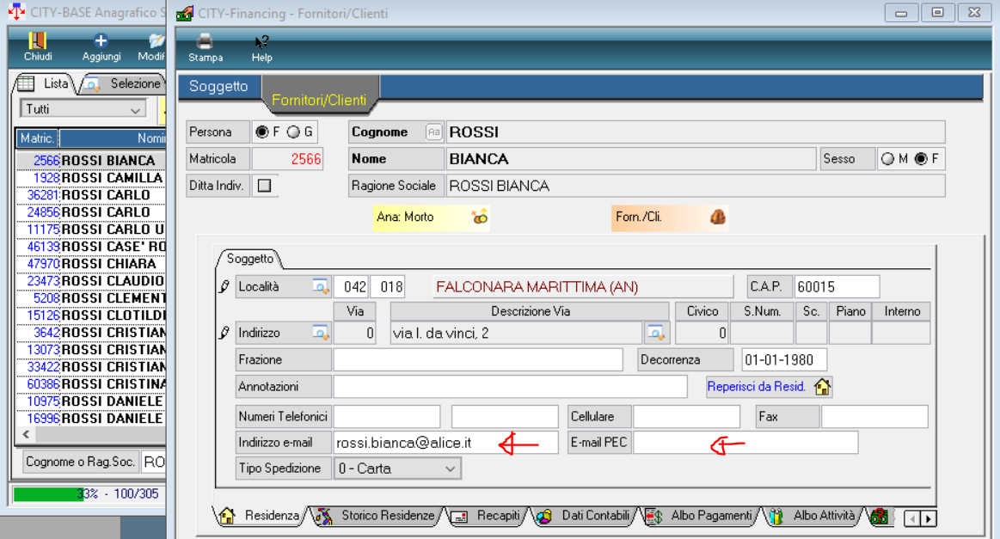 CITY-BASE Anagrafico S
Chiudi Aggiungi Modif
Lista Selezione
Tutti
Matric. Nomi
2566 ROSSI BIANCA
1928 ROSSI CAMILLA
36281 ROSSI CARLO
24856 ROSSI CARLO
11175 ROSSI CARLO U
46139 ROSSI CASE' RO
47970 ROSSI CHIARA
23473 ROSSI CLAUDIO
5208 ROSSI CLEMENT
15126 ROSSI CLOTILDI
3642 ROSSI CRISTIAN
13073 ROSSI CRISTIAN
33422 ROSSI CRISTIAN
60386 ROSSI CRISTINA
10975 ROSSI DANIELE
16996 ROSSI DANIELE
Cognome o Rag.Soc. RO
33% - 100/305
CITY-Financing - Fornitori/Clienti
Stampa Help
Soggetto Fornitori/Clienti
Persona F G Cognome Aa ROSSI
Matricola 2566 Nome BIANCA Sesso M F
Ditta Indiv. Ragione Sociale ROSSI BIANCA
Ana: Morto Forn./Cli.
Soggetto
Località 042 018 FALCONARA MARITTIMA (AN) C.A.P. 60015
Via Descrizione Via Civico S.Num. Sc. Piano Interno
Indirizzo 0 via l. da vinci, 2 0
Frazione Decorrenza 01-01-1980
Annotazioni Reperisci da Resid.
Numeri Telefonici Cellulare Fax
Indirizzo e-mail rossi.bianca@alice.it E-mail PEC
Tipo Spedizione 0 - Carta
Residenza Storico Residenze Recapiti Dati Contabili Albo Pagamenti Albo Attività